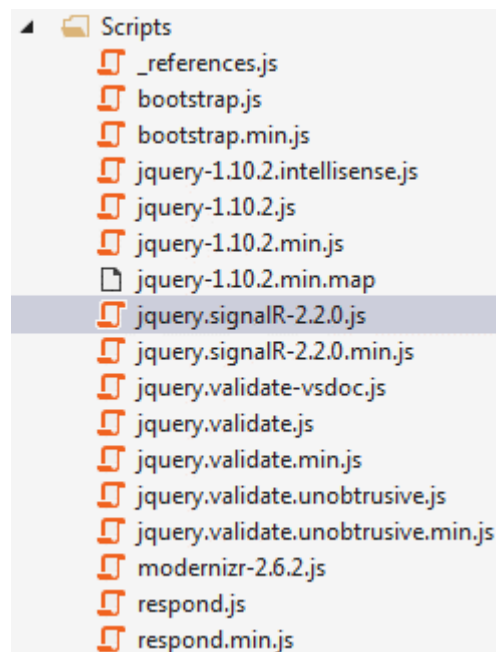 Scripts
_references.js
bootstrap.js
bootstrap.min.js
jquery-1.10.2.intellisense.js
jquery-1.10.2.js
jquery-1.10.2.min.js
jquery-1.10.2.min.map
jquery.signalR-2.2.0.js
jquery.signalR-2.2.0.min.js
jquery.validate-vsdoc.js
jquery.validate.js
jquery.validate.min.js
jquery.validate.unobtrusive.js
jquery.validate.unobtrusive.min.js
modernizr-2.6.2.js
respond.js
respond.min.js